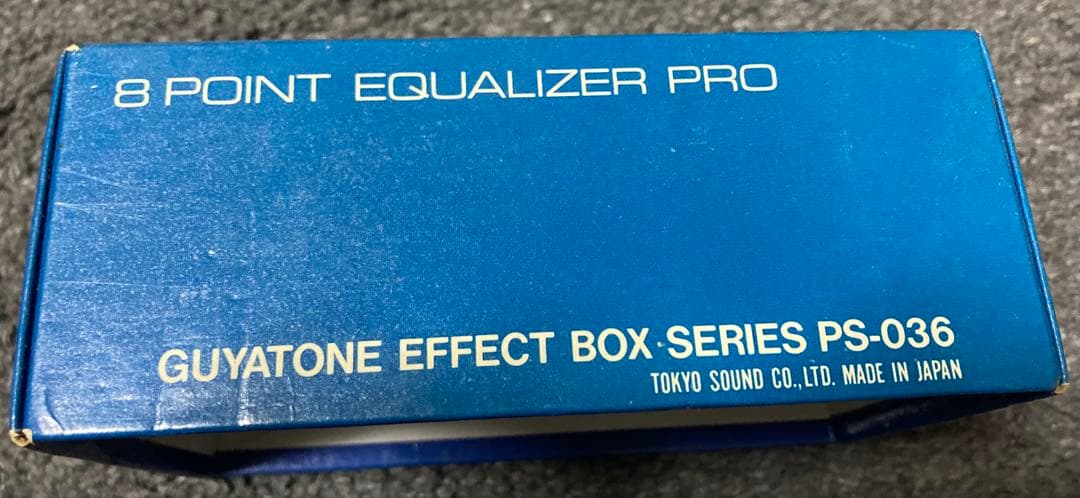 8 POINT EQUALIZER PRO
GUYATONE EFFECT BOX SERIES PS-036
TOKYO SOUND CO.,LTD. MADE IN JAPAN